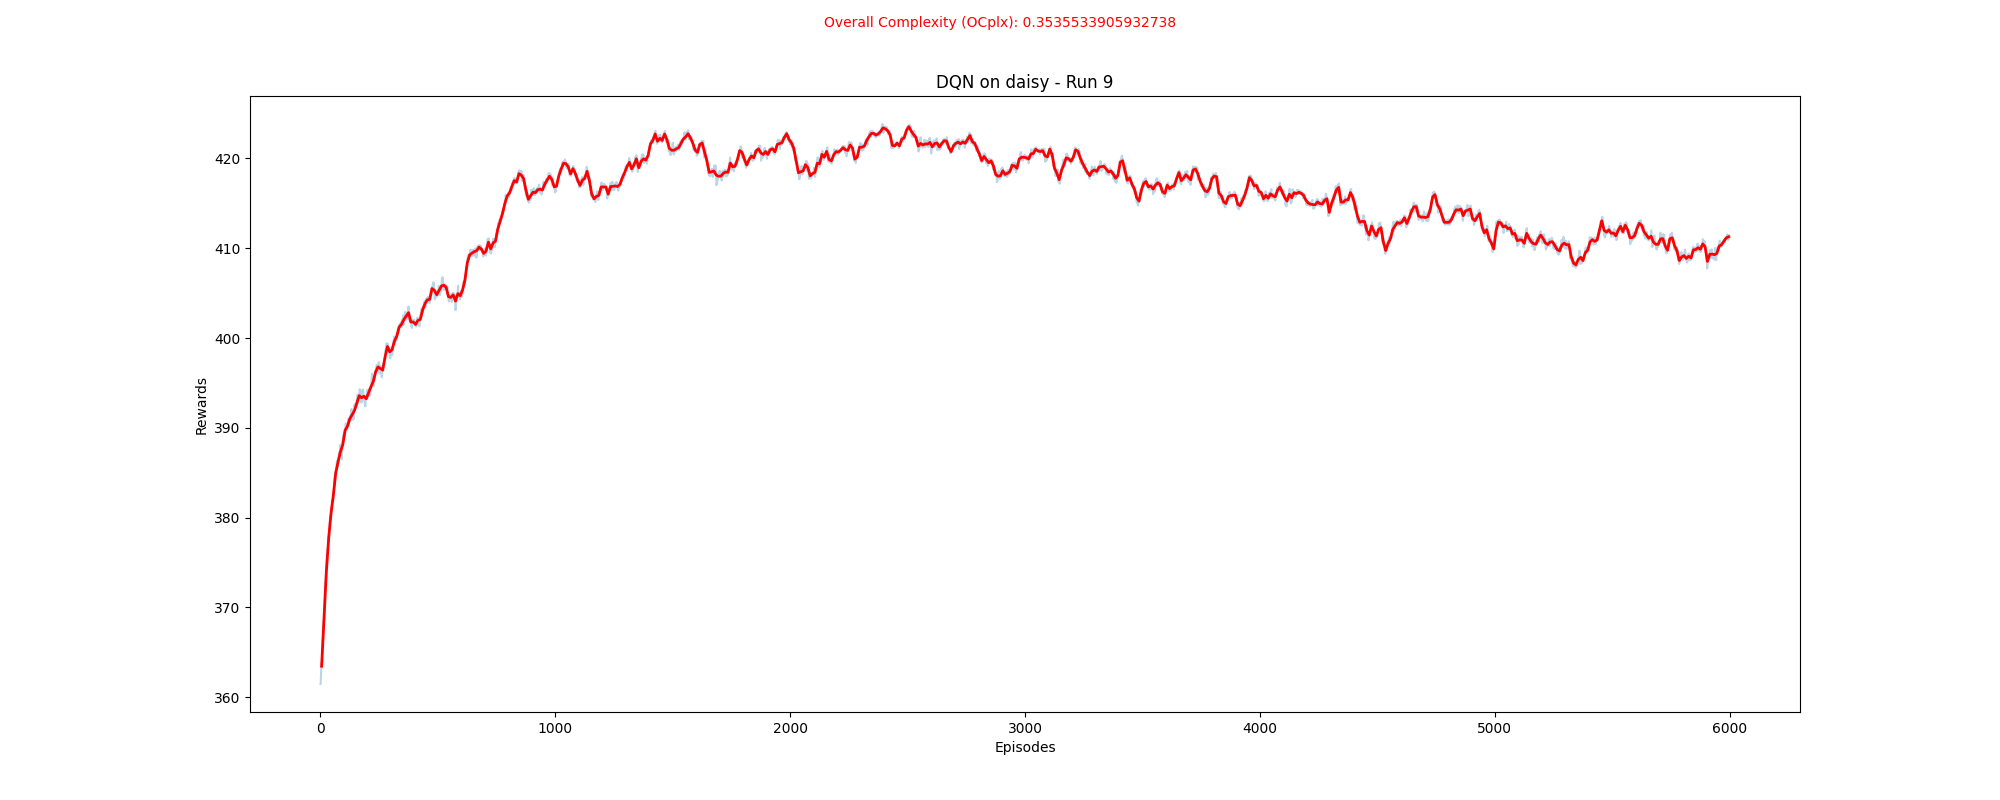 Overall Complexity (OCplx): 0.3535533905932738
DQN on daisy - Run 9
Rewards
420
410
400
390
380
370
360
0 1000 2000 3000 4000 5000 6000
Episodes